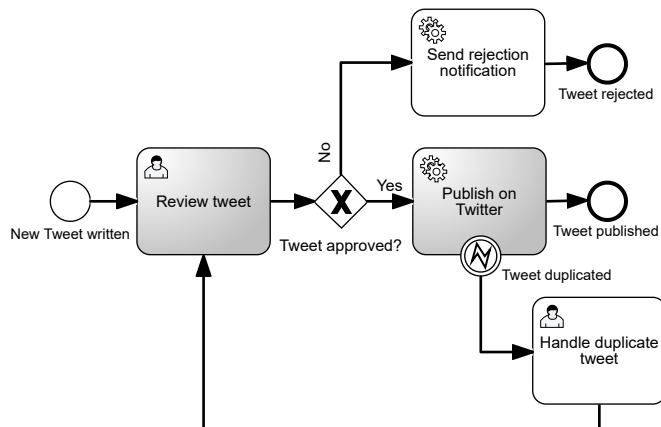 Send rejection
notification
Tweet rejected
No
Review tweet
Yes
Publish on
Twitter
New Tweet written
Tweet approved?
Tweet published
Tweet duplicated
Handle duplicate
tweet